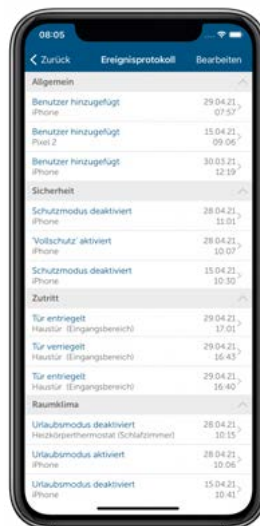 08:05
Zurück Ereignisprotokoll Bearbeiten
Allgemein
Benutzer hinzugefügt 29.04.21
iPhone 07:57
Benutzer hinzugefügt 15.04.21
Pixel 2 09:06
Benutzer hinzugefügt 30.03.21
iPhone 12:19
Sicherheit
Schutzmodus deaktiviert 28.04.21
iPhone 11:01
'Vollschutz' aktiviert 28.04.21
iPhone 10:07
Schutzmodus deaktiviert 15.04.21
iPhone 10:30
Zutritt
Tür entriegelt 29.04.21
Haustür (Eingangsbereich) 17:01
Tür verriegelt 29.04.21
Haustür (Eingangsbereich) 16:43
Tür entriegelt 29.04.21
Haustür (Eingangsbereich) 16:40
Raumklima
Urlaubsmodus deaktiviert 28.04.21
Heizkörperthermostat (Schlafzimmer) 10:15
Urlaubsmodus aktiviert 28.04.21
iPhone 10:06
Urlaubsmodus deaktiviert 15.04.21
iPhone 10:41